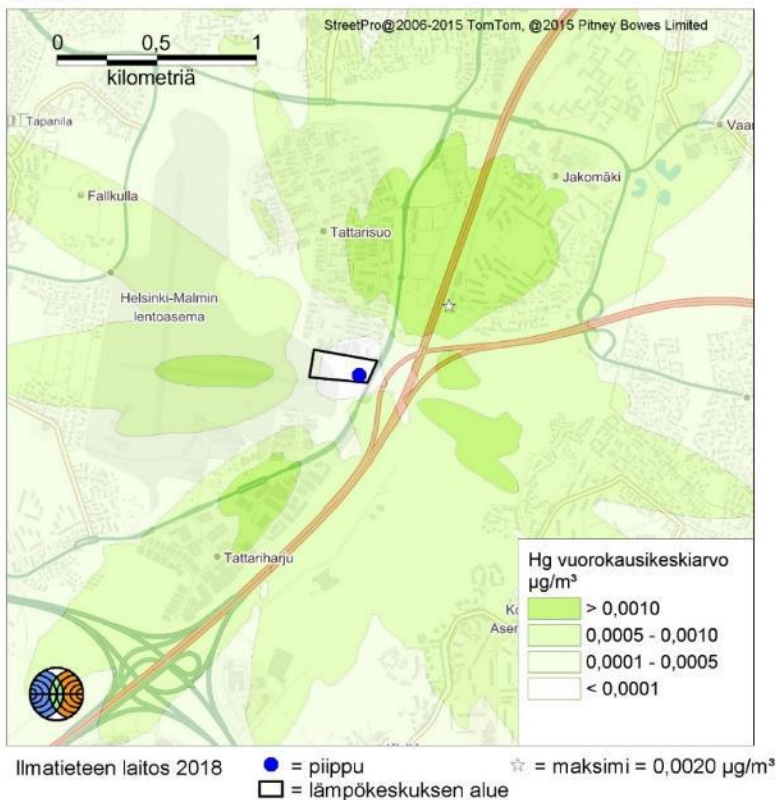 StreetPro@2006-2015 TomTom, @2015 Pitney Bowes Limited
0 0,5 1
kilometriä
Tapanila
Vaar
Fallkulla
Jakomäki
Tattarisuo
Helsinki-Malmin
lentoasema
Tattariharju
Hg vuorokausikeskiarvo
µg/m³
> 0,0010
0,0005 - 0,0010
0,0001 - 0,0005
< 0,0001
Ko
Aser
Ilmatieteen laitos 2018 = piippu = maksimi = 0,0020 µg/m³
= lämpökeskuksen alue